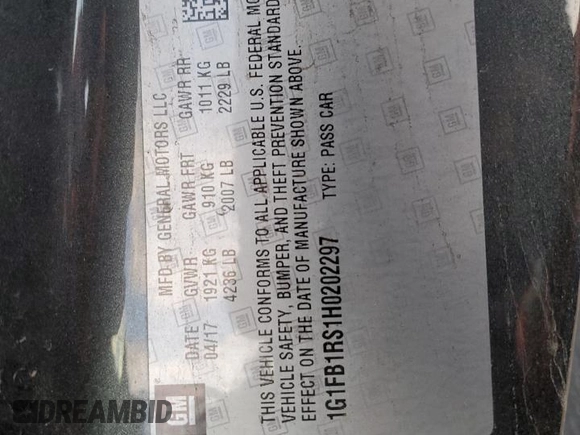 MFD BY GENERAL MOTORS LLC
DATE GVWR GAWR FRT GAWR RR
04/17 1921 KG 910 KG 1011 KG
4236 LB 2007 LB 2229 LB
THIS VEHICLE CONFORMS TO ALL APPLICABLE U.S. FEDERAL
VEHICLE SAFETY, BUMPER, AND THEFT PREVENTION
EFFECT ON THE DATE OF MANUFACTURE SHOWN ABOVE.
1G1FB1RS1H0202297 TYPE: PASS CAR
GM
DREAMBID